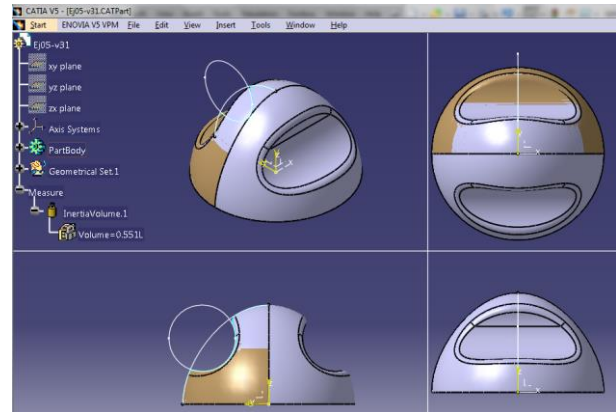 CATIA V5 - [Ej05-v31.CATPart]
Start ENOVIA V5 VPM File Edit View Insert Tools Window Help
Ej05-v31
xy plane
yz plane
zx plane
Axis Systems
PartBody
Geometrical Set.1
Measure
InertiaVolume.1
Volume=0.551L